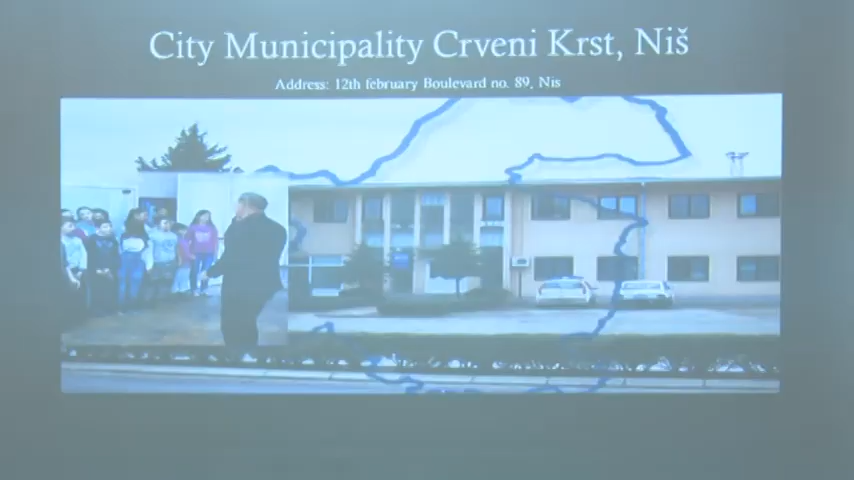 City Municipality Crveni Krst, Niš
Address: 12th february Boulevard no. 89, Nis